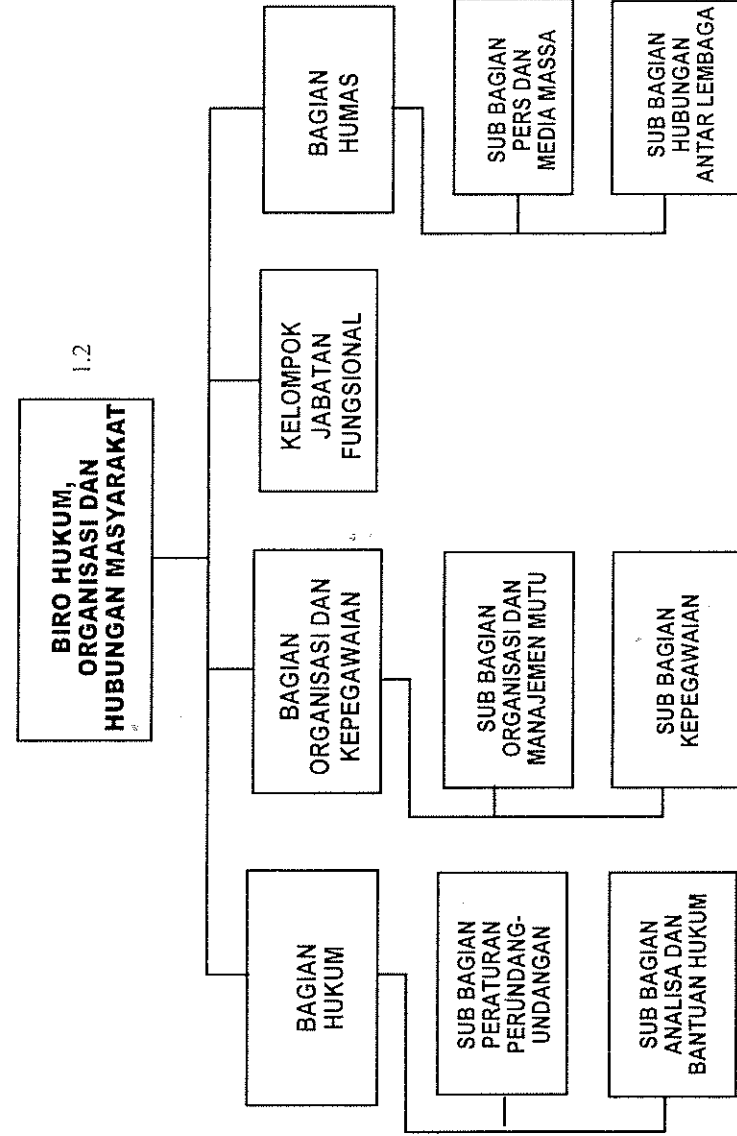 1.2
BIRO HUKUM,
ORGANISASI DAN
HUBUNGAN MASYARAKAT
BAGIAN
HUKUM
BAGIAN
ORGANISASI DAN
KEPEGAWAIAN
KELOMPOK
JABATAN
FUNGSIONAL
BAGIAN
HUMAS
SUB BAGIAN
PERATURAN
PERUNDANG-
UNDANGAN
SUB BAGIAN
ORGANISASI DAN
MANAJEMEN MUTU
SUB BAGIAN
PERS DAN
MEDIA MASSA
SUB BAGIAN
ANALISA DAN
BANTUAN HUKUM
SUB BAGIAN
KEPEGAWAIAN
SUB BAGIAN
HUBUNGAN
ANTAR LEMBAGA